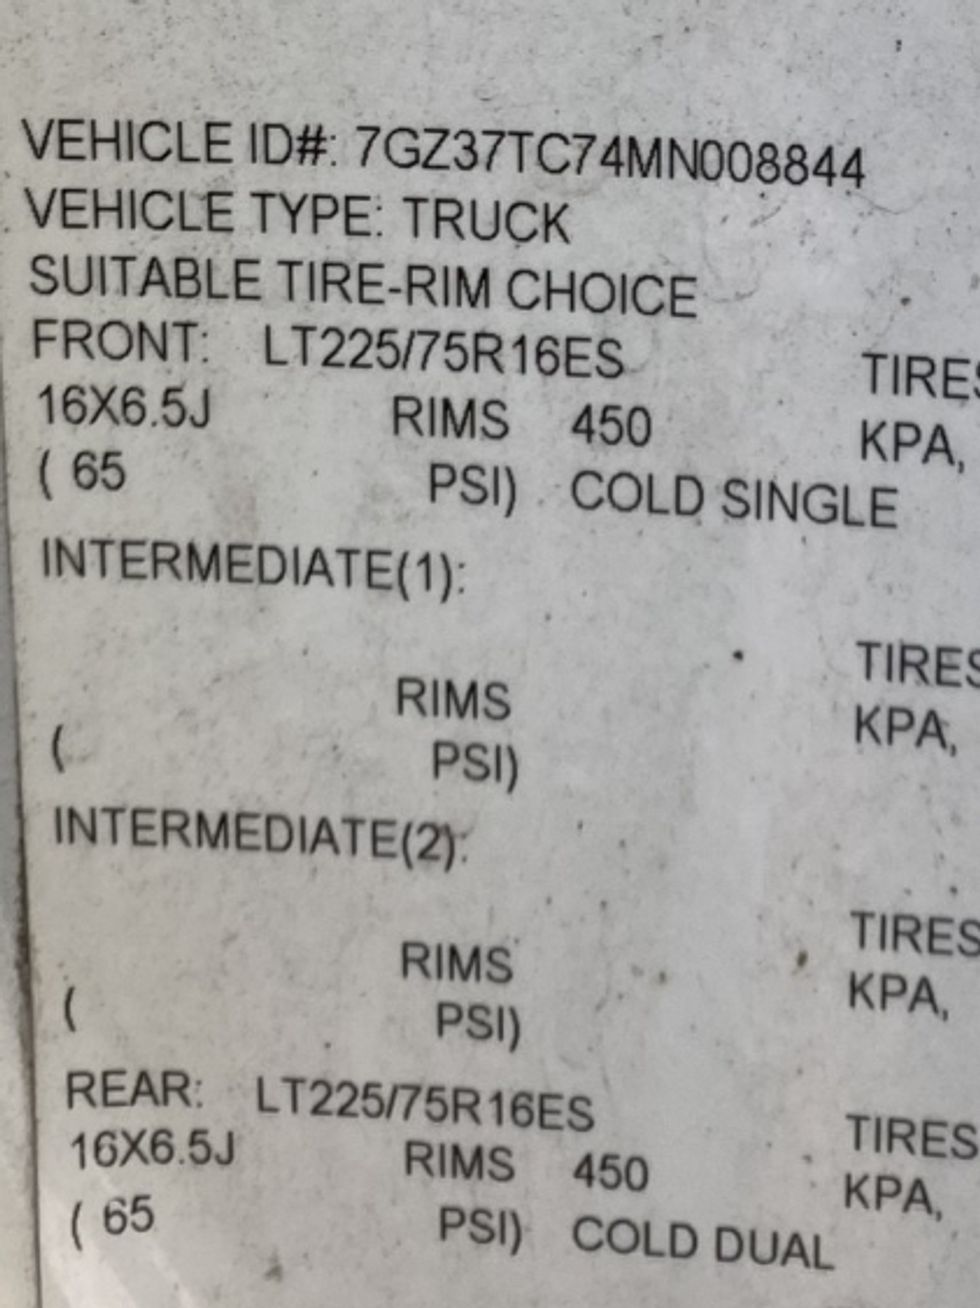 VEHICLE ID#: 7GZ37TC74MN008844
VEHICLE TYPE: TRUCK
SUITABLE TIRE-RIM CHOICE
FRONT: LT225/75R16ES TIRES
16X6.5J RIMS 450 KPA,
( 65 PSI) COLD SINGLE
INTERMEDIATE(1):
TIRES
RIMS KPA,
( PSI)
INTERMEDIATE(2):
TIRES
RIMS KPA,
( PSI)
REAR: LT225/75R16ES TIRES
16X6.5J RIMS 450 KPA,
( 65 PSI) COLD DUAL